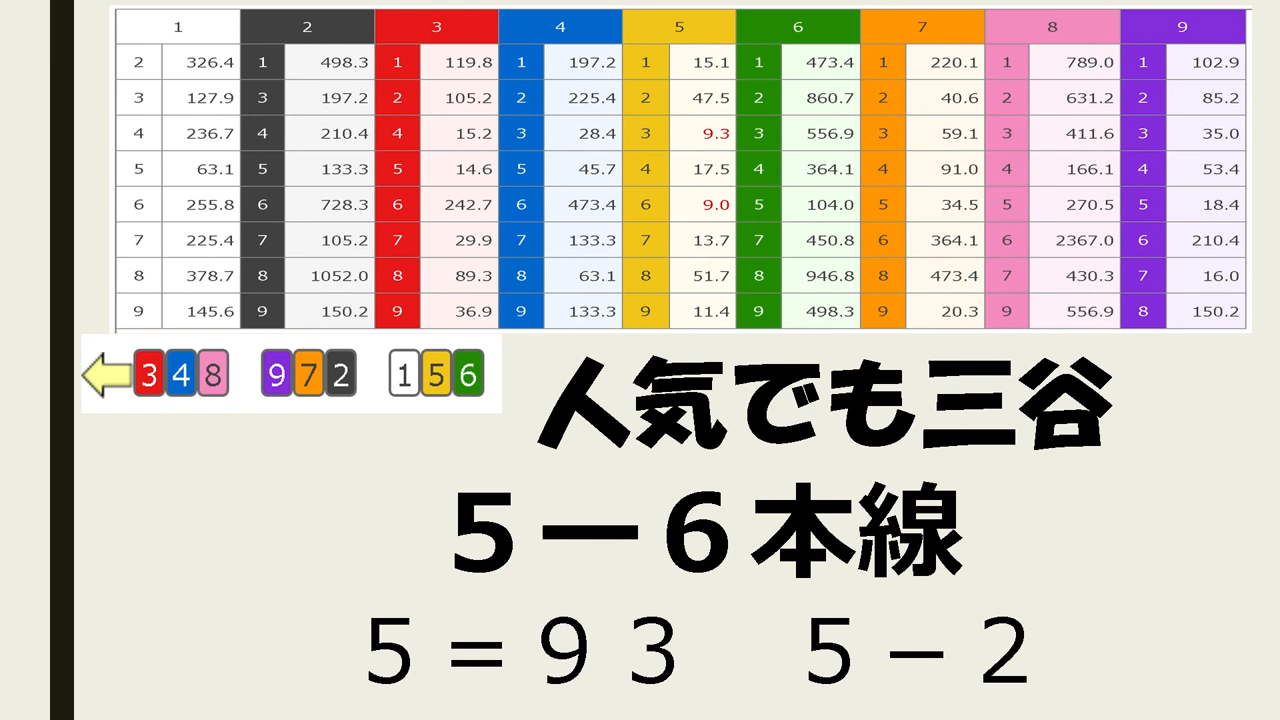 1 2 3 4 5 6 7 8 9
2 326.4 1 498.3 1 119.8 1 197.2 1 15.1 1 473.4 1 220.1 1 789.0 1 102.9
3 127.9 3 197.2 2 105.2 2 225.4 2 47.5 2 860.7 2 40.6 2 631.2 2 85.2
4 236.7 4 210.4 4 15.2 3 28.4 3 9.3 3 556.9 3 59.1 3 411.6 3 35.0
5 63.1 5 133.3 5 14.6 5 45.7 4 17.5 4 364.1 4 91.0 4 166.1 4 53.4
6 255.8 6 728.3 6 242.7 6 473.4 6 9.0 5 104.0 5 34.5 5 270.5 5 18.4
7 225.4 7 105.2 7 29.9 7 133.3 7 13.7 7 450.8 6 364.1 6 2367.0 6 210.4
8 378.7 8 1052.0 8 89.3 8 63.1 8 51.7 8 946.8 8 473.4 7 430.3 7 16.0
9 145.6 9 150.2 9 36.9 9 133.3 9 11.4 9 498.3 9 20.3 9 556.9 8 150.2
3 4 8 9 7 2 1 5 6
人気でも三谷
５－６本線
５＝９３　５－２